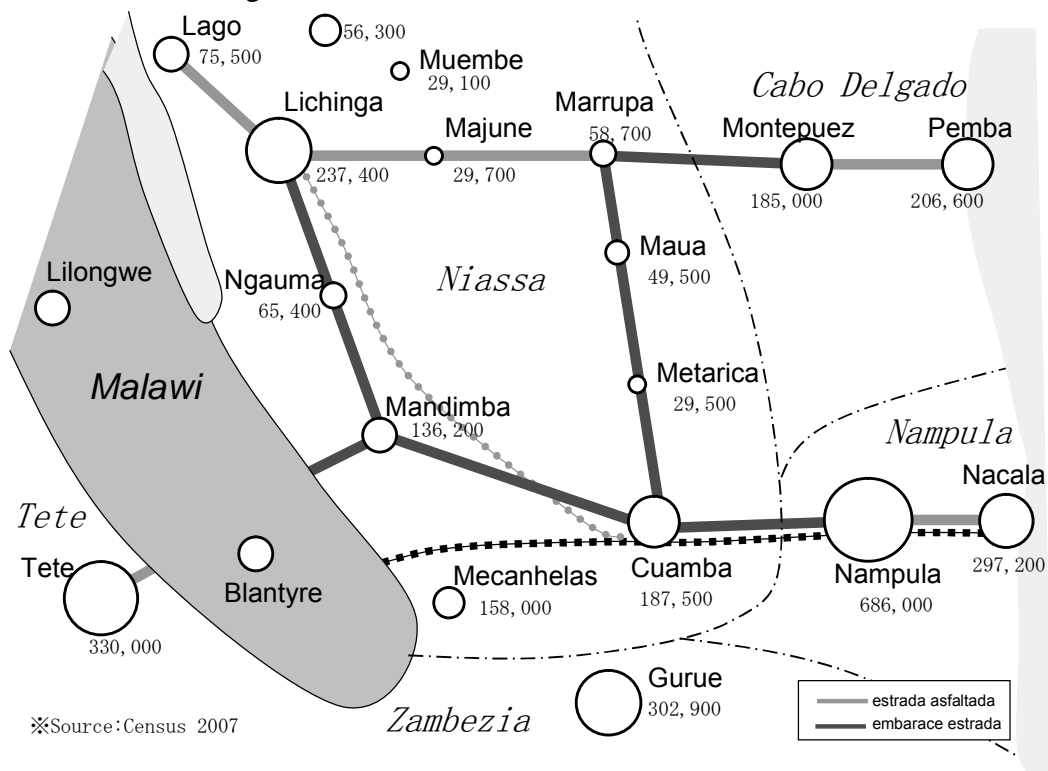 Lago
75,500
56,300
Muembe
29,100
Cabo Delgado
Lichinga
237,400
Majune
29,700
Marrupa
58,700
Montepuez
185,000
Pemba
206,600
Lilongwe
Ngauma
65,400
Niassa
Maua
49,500
Malawi
Mandimba
136,200
Metarica
29,500
Nampula
Nacala
297,200
Tete
Tete
330,000
Blantyre
Mecanhelas
158,000
Cuamba
187,500
Nampula
686,000
Gurue
302,900
Zambezia
estrada asfaltada
embarace estrada
※Source:Census 2007